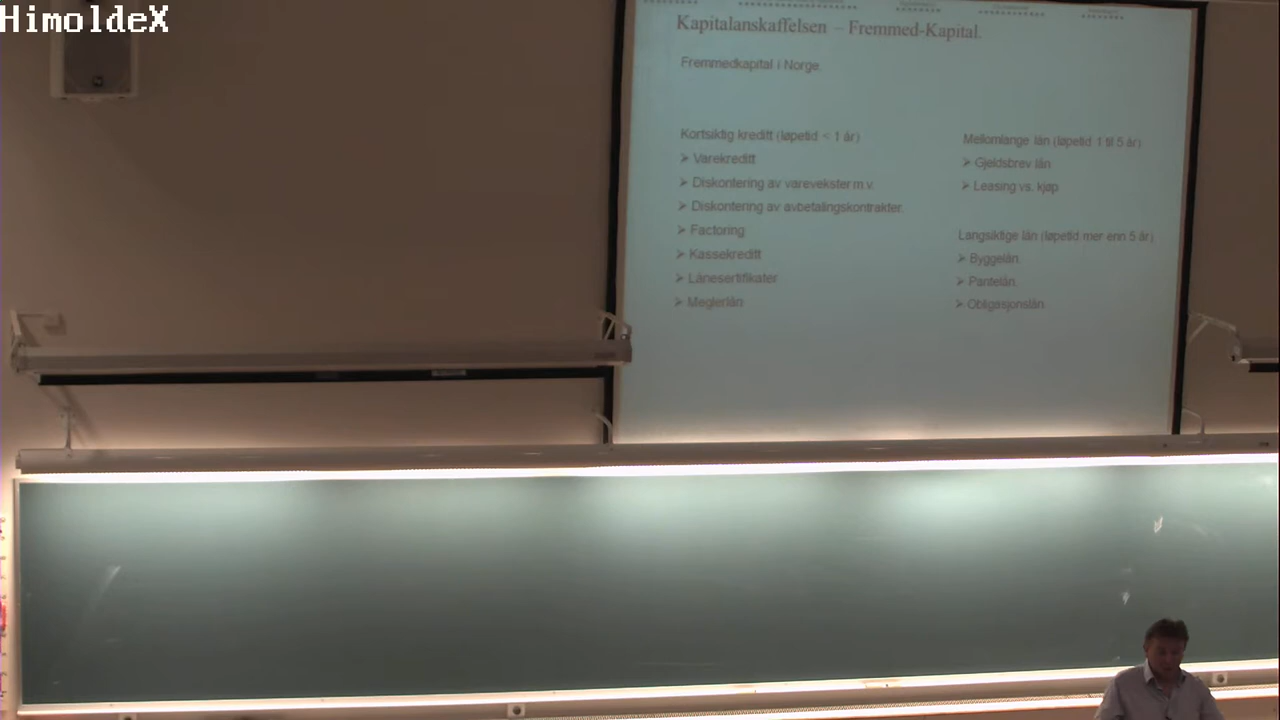 HimoldeX
Kapitalanskaffelsen – Fremmed-Kapital.
Fremmedkapital i Norge.
Kortsiktig kreditt (løpetid < 1 år)
➢ Varekreditt
➢ Diskontering av varevekster m.v.
➢ Diskontering av avbetalingskontrakter.
➢ Factoring
➢ Kassekreditt
➢ Lånesertifikater
➢ Meglerlån
Mellomlange lån (løpetid 1 til 5 år)
➢ Gjeldsbrev lån
➢ Leasing vs. kjøp
Langsiktige lån (løpetid mer enn 5 år)
➢ Byggelån.
➢ Pantelån.
➢ Obligasjonslån.